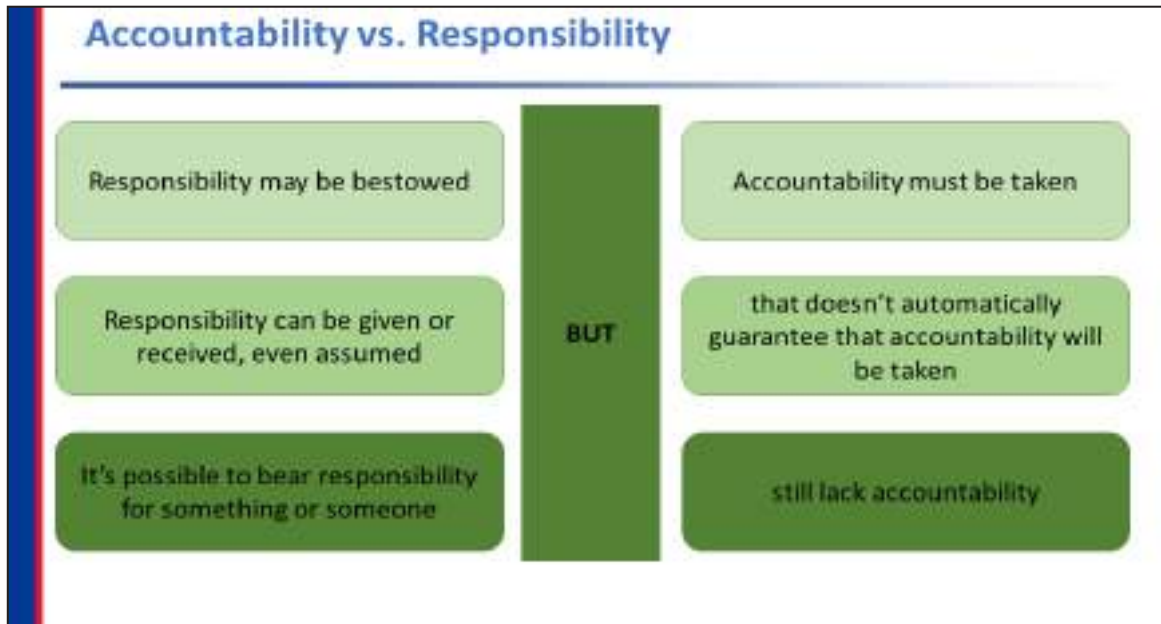 Accountability vs. Responsibility
Responsibility may be bestowed
BUT
Accountability must be taken
Responsibility can be given or
received, even assumed
that doesn't automatically
guarantee that accountability will
be taken
It's possible to bear responsibility
for something or someone
still lack accountability